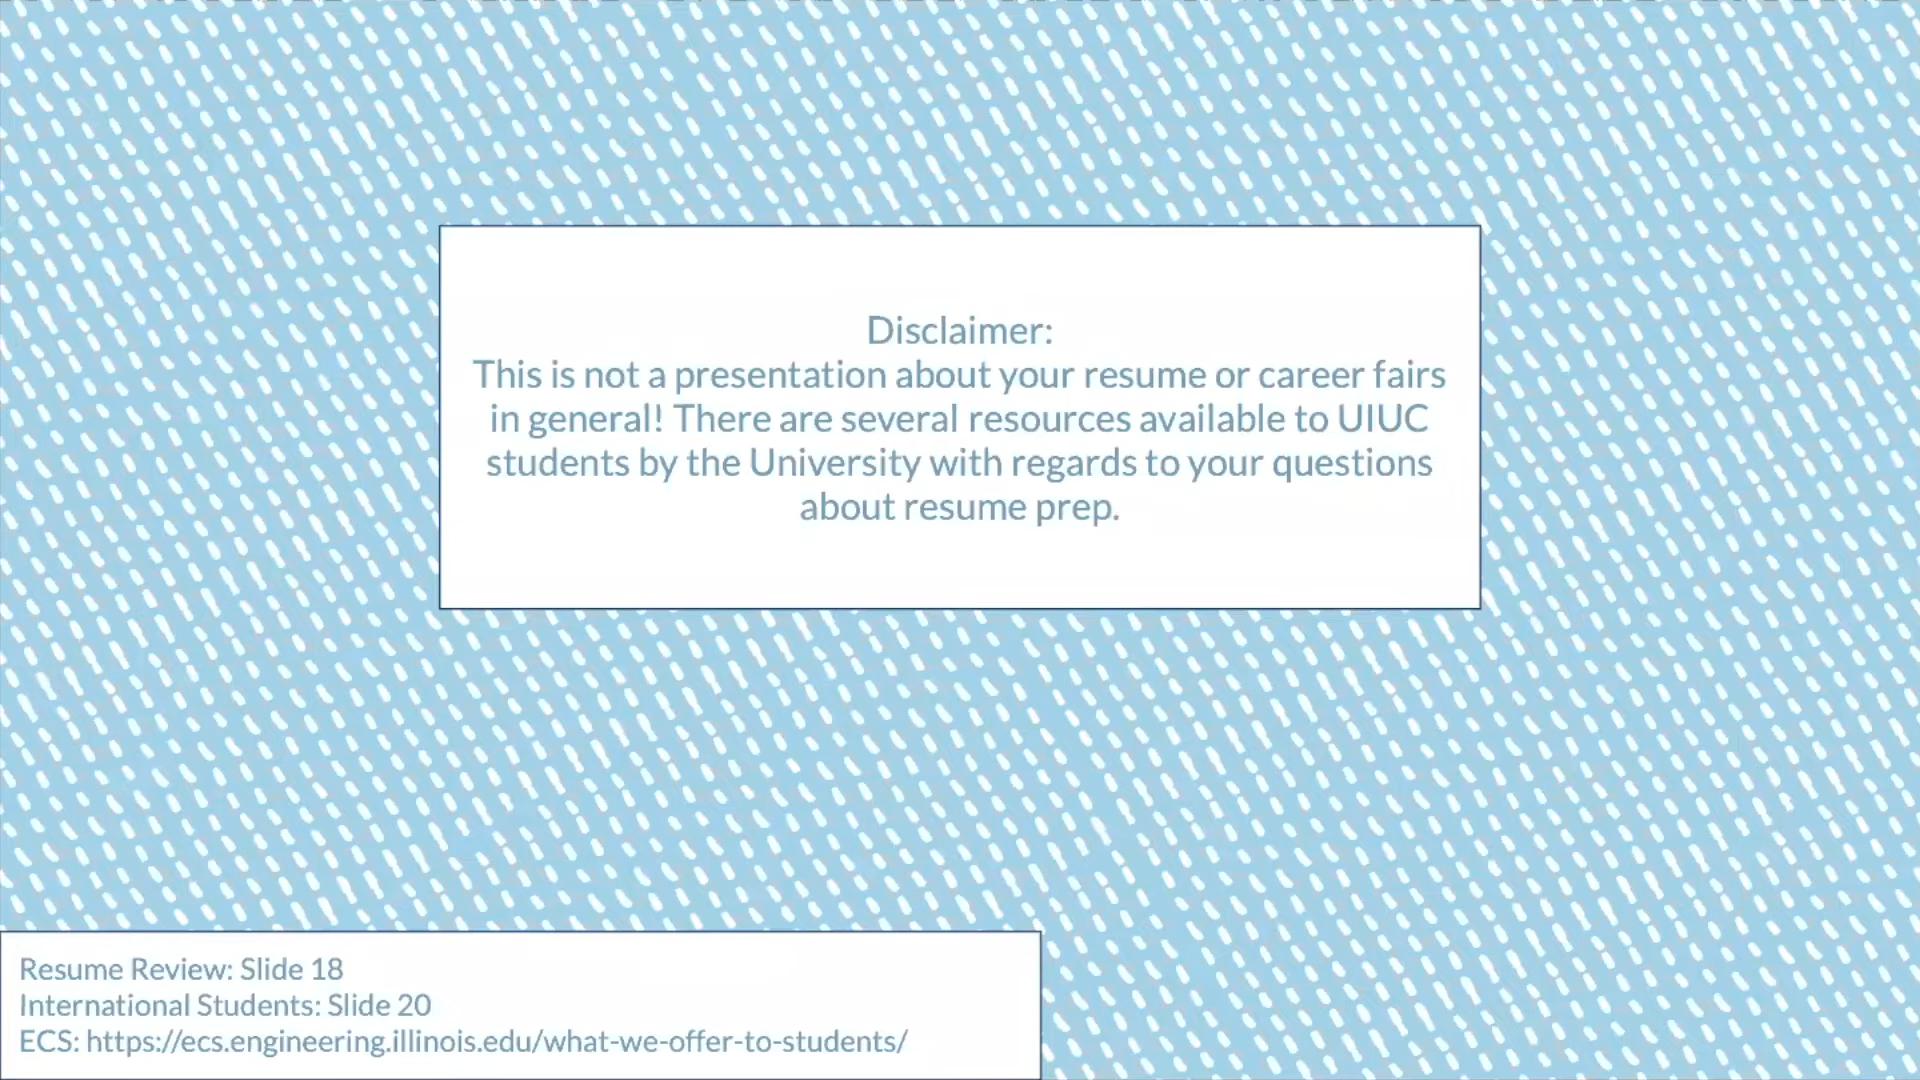 Disclaimer:
This is not a presentation about your resume or career fairs
in general! There are several resources available to UIUC
students by the University with regards to your questions
about resume prep.
Resume Review: Slide 18
International Students: Slide 20
ECS: https://ecs.engineering.illinois.edu/what-we-offer-to-students/